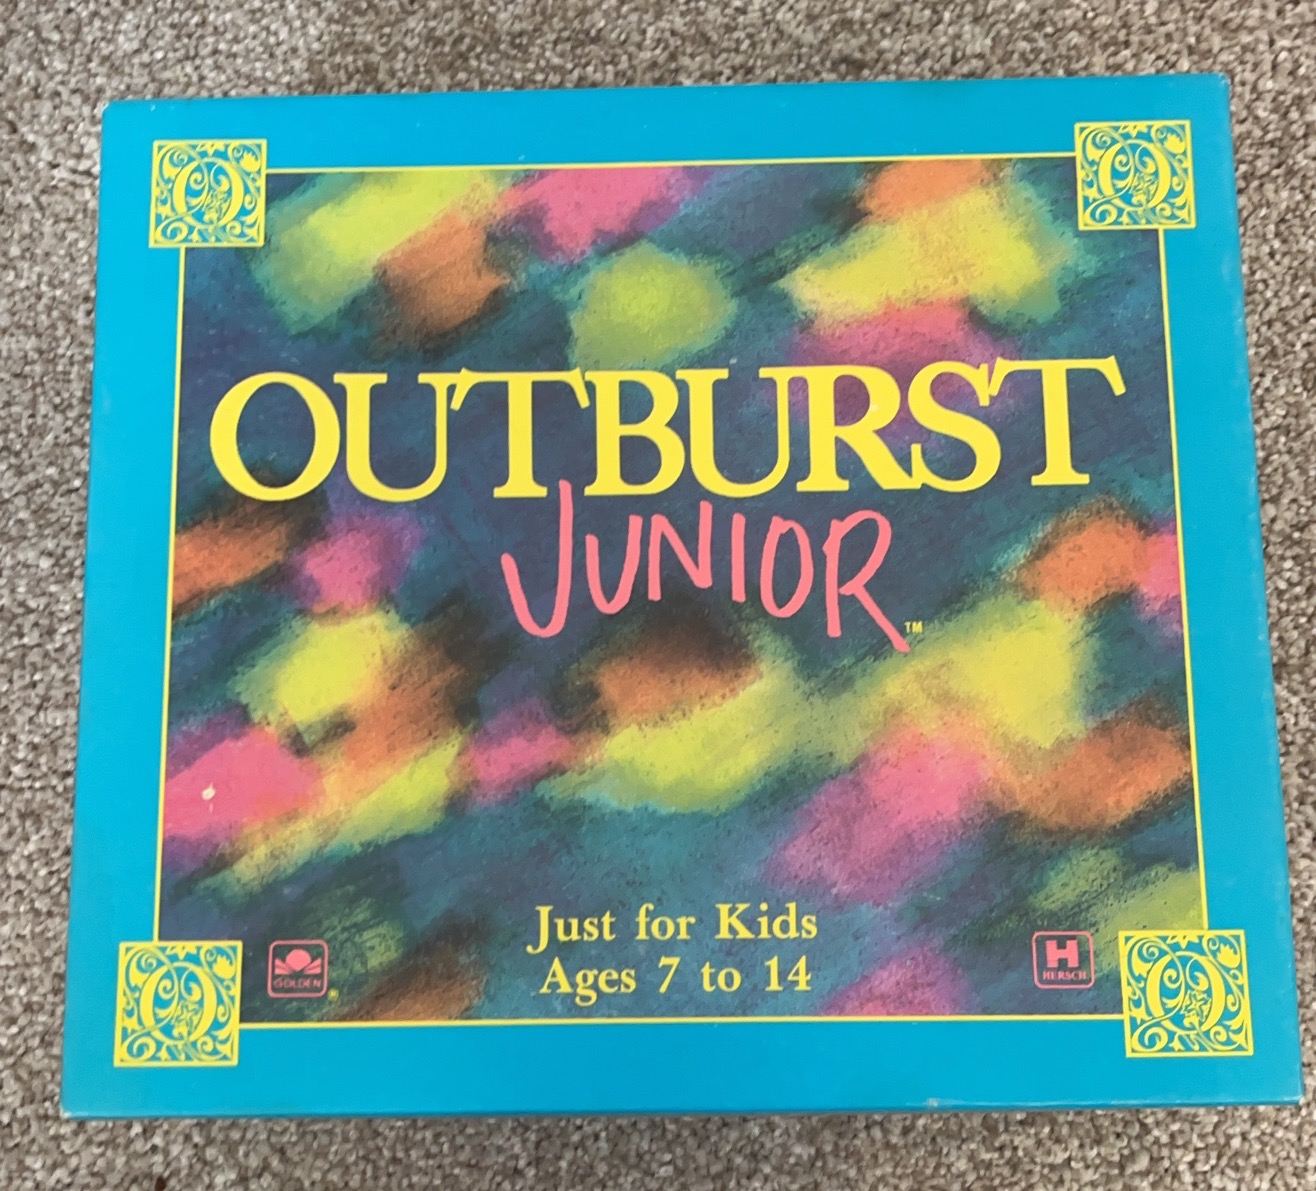 OUTBURST
JUNIOR™
Just for Kids
Ages 7 to 14
GOLDEN®
H
HERSCH